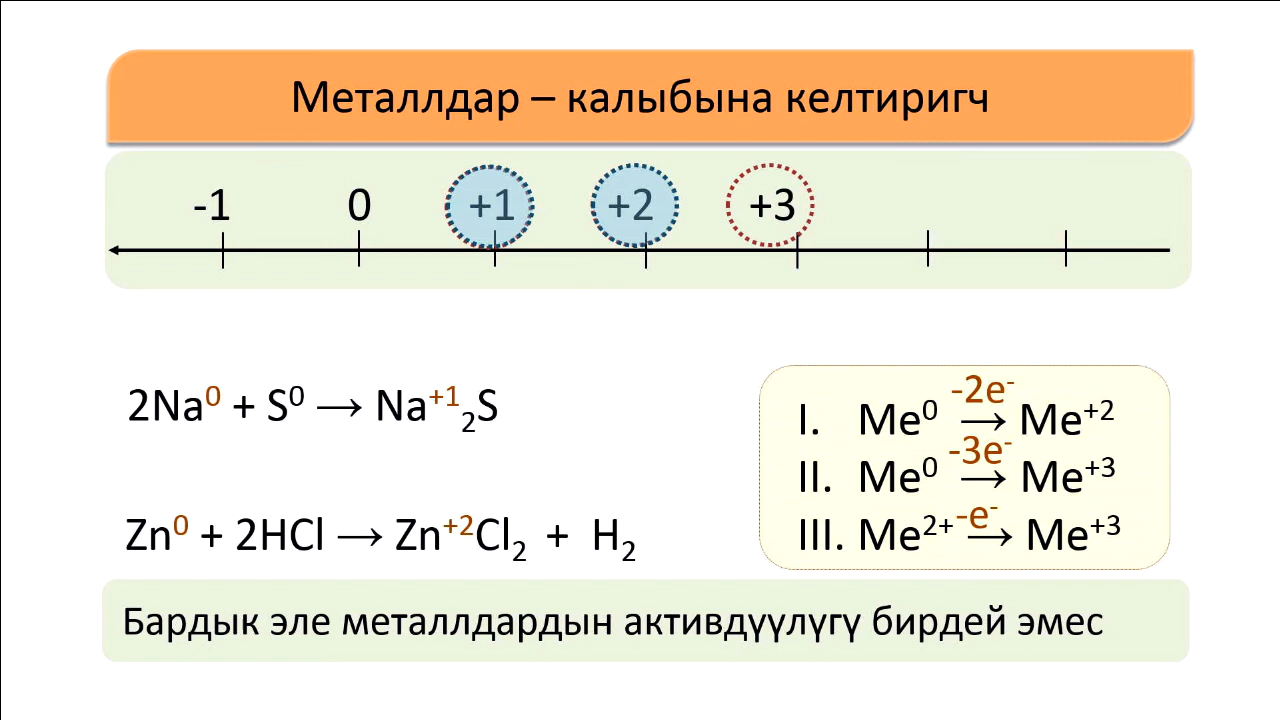 Металлдар – калыбына келтиригч
-1 0 +1 +2 +3
2Na⁰ + S⁰ → Na⁺¹₂S
Zn⁰ + 2HCl → Zn⁺²Cl₂ + H₂
I. Me⁰ -2e⁻→ Me⁺²
II. Me⁰ -3e⁻→ Me⁺³
III. Me²⁺ -e⁻→ Me⁺³
Бардык эле металлдардын активдүүлүгү бирдей эмес